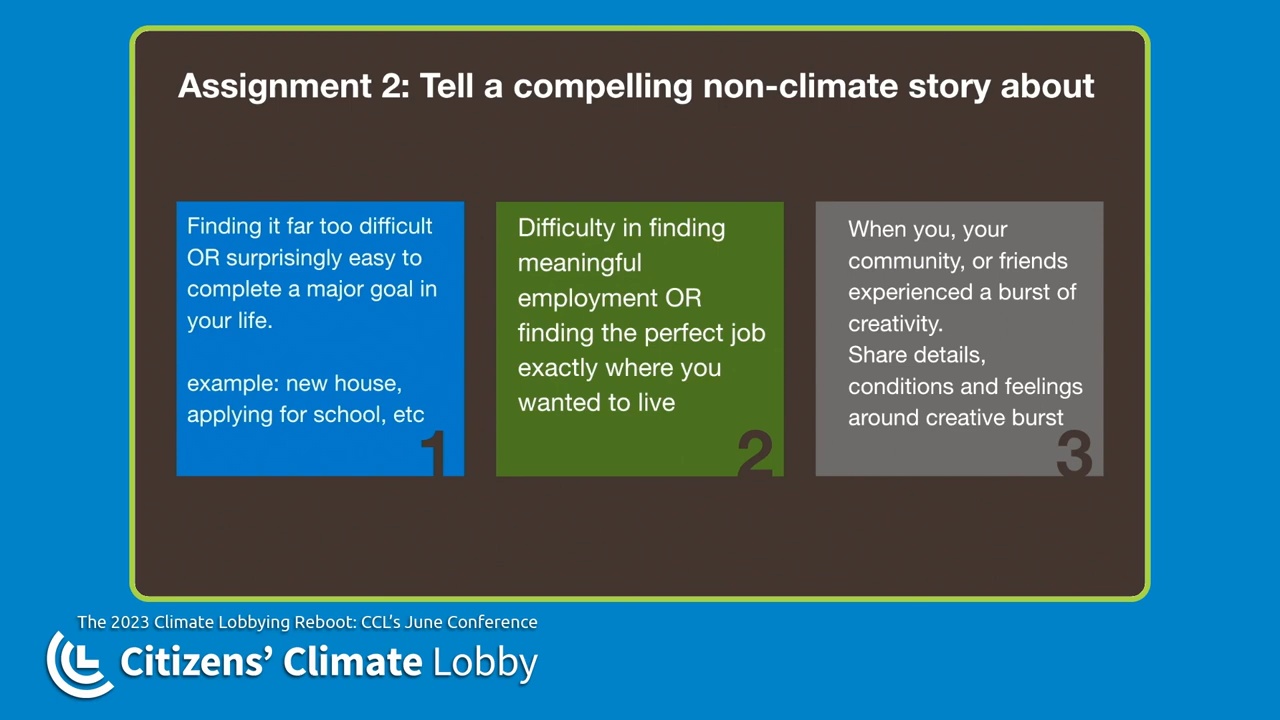 Assignment 2: Tell a compelling non-climate story about
Finding it far too difficult
OR surprisingly easy to
complete a major goal in
your life.
example: new house,
applying for school, etc
1
Difficulty in finding
meaningful
employment OR
finding the perfect job
exactly where you
wanted to live
2
When you, your
community, or friends
experienced a burst of
creativity.
Share details,
conditions and feelings
around creative burst
3
The 2023 Climate Lobbying Reboot: CCL's June Conference
Citizens' Climate Lobby